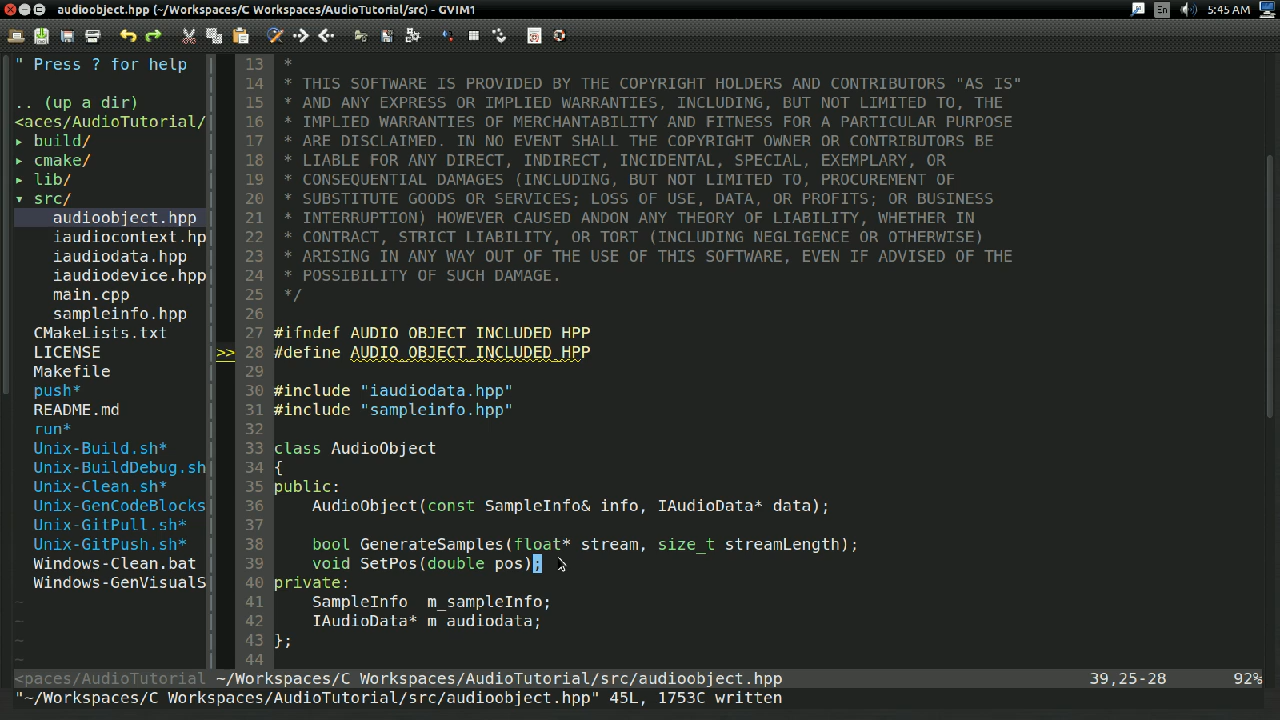 audioobject.hpp (~/Workspaces/C Workspaces/AudioTutorial/src) - GVIM1
En
5:45 AM
" Press ? for help
.. (up a dir)
<aces/AudioTutorial/
▸ build/
▸ cmake/
▸ lib/
▾ src/
audioobject.hpp
iaudiocontext.hp
iaudiodata.hpp
iaudiodevice.hpp
main.cpp
sampleinfo.hpp
CMakeLists.txt
LICENSE
Makefile
push*
README.md
run*
Unix-Build.sh*
Unix-BuildDebug.sh
Unix-Clean.sh*
Unix-GenCodeBlocks
Unix-GitPull.sh*
Unix-GitPush.sh*
Windows-Clean.bat
Windows-GenVisualS
~
~
~
~
13 *
14 * THIS SOFTWARE IS PROVIDED BY THE COPYRIGHT HOLDERS AND CONTRIBUTORS "AS IS"
15 * AND ANY EXPRESS OR IMPLIED WARRANTIES, INCLUDING, BUT NOT LIMITED TO, THE
16 * IMPLIED WARRANTIES OF MERCHANTABILITY AND FITNESS FOR A PARTICULAR PURPOSE
17 * ARE DISCLAIMED. IN NO EVENT SHALL THE COPYRIGHT OWNER OR CONTRIBUTORS BE
18 * LIABLE FOR ANY DIRECT, INDIRECT, INCIDENTAL, SPECIAL, EXEMPLARY, OR
19 * CONSEQUENTIAL DAMAGES (INCLUDING, BUT NOT LIMITED TO, PROCUREMENT OF
20 * SUBSTITUTE GOODS OR SERVICES; LOSS OF USE, DATA, OR PROFITS; OR BUSINESS
21 * INTERRUPTION) HOWEVER CAUSED ANDON ANY THEORY OF LIABILITY, WHETHER IN
22 * CONTRACT, STRICT LIABILITY, OR TORT (INCLUDING NEGLIGENCE OR OTHERWISE)
23 * ARISING IN ANY WAY OUT OF THE USE OF THIS SOFTWARE, EVEN IF ADVISED OF THE
24 * POSSIBILITY OF SUCH DAMAGE.
25 */
26
27 #ifndef AUDIO_OBJECT_INCLUDED_HPP
>> 28 #define AUDIO_OBJECT_INCLUDED_HPP
29
30 #include "iaudiodata.hpp"
31 #include "sampleinfo.hpp"
32
33 class AudioObject
34 {
35 public:
36 AudioObject(const SampleInfo& info, IAudioData* data);
37
38 bool GenerateSamples(float* stream, size_t streamLength);
39 void SetPos(double pos);
40 private:
41 SampleInfo m_sampleInfo;
42 IAudioData* m_audiodata;
43 };
44
<paces/AudioTutorial ~/Workspaces/C Workspaces/AudioTutorial/src/audioobject.hpp 39,25-28 92%
"~/Workspaces/C Workspaces/AudioTutorial/src/audioobject.hpp" 45L, 1753C written